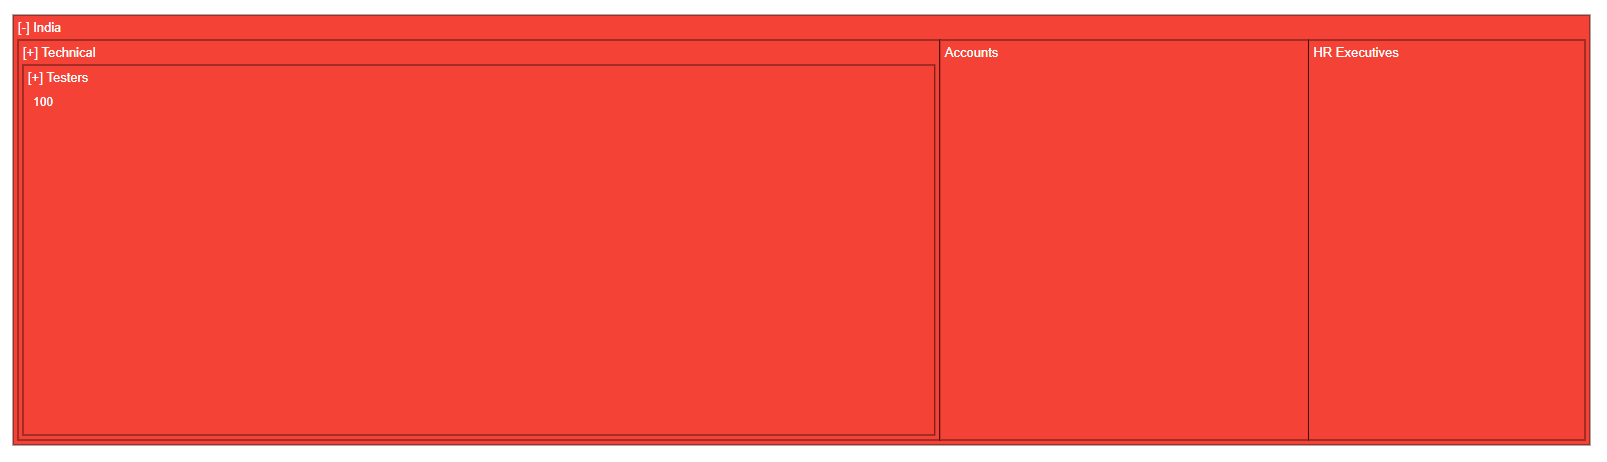 [-] India
[+] Technical
Accounts
HR Executives
[+] Testers
100